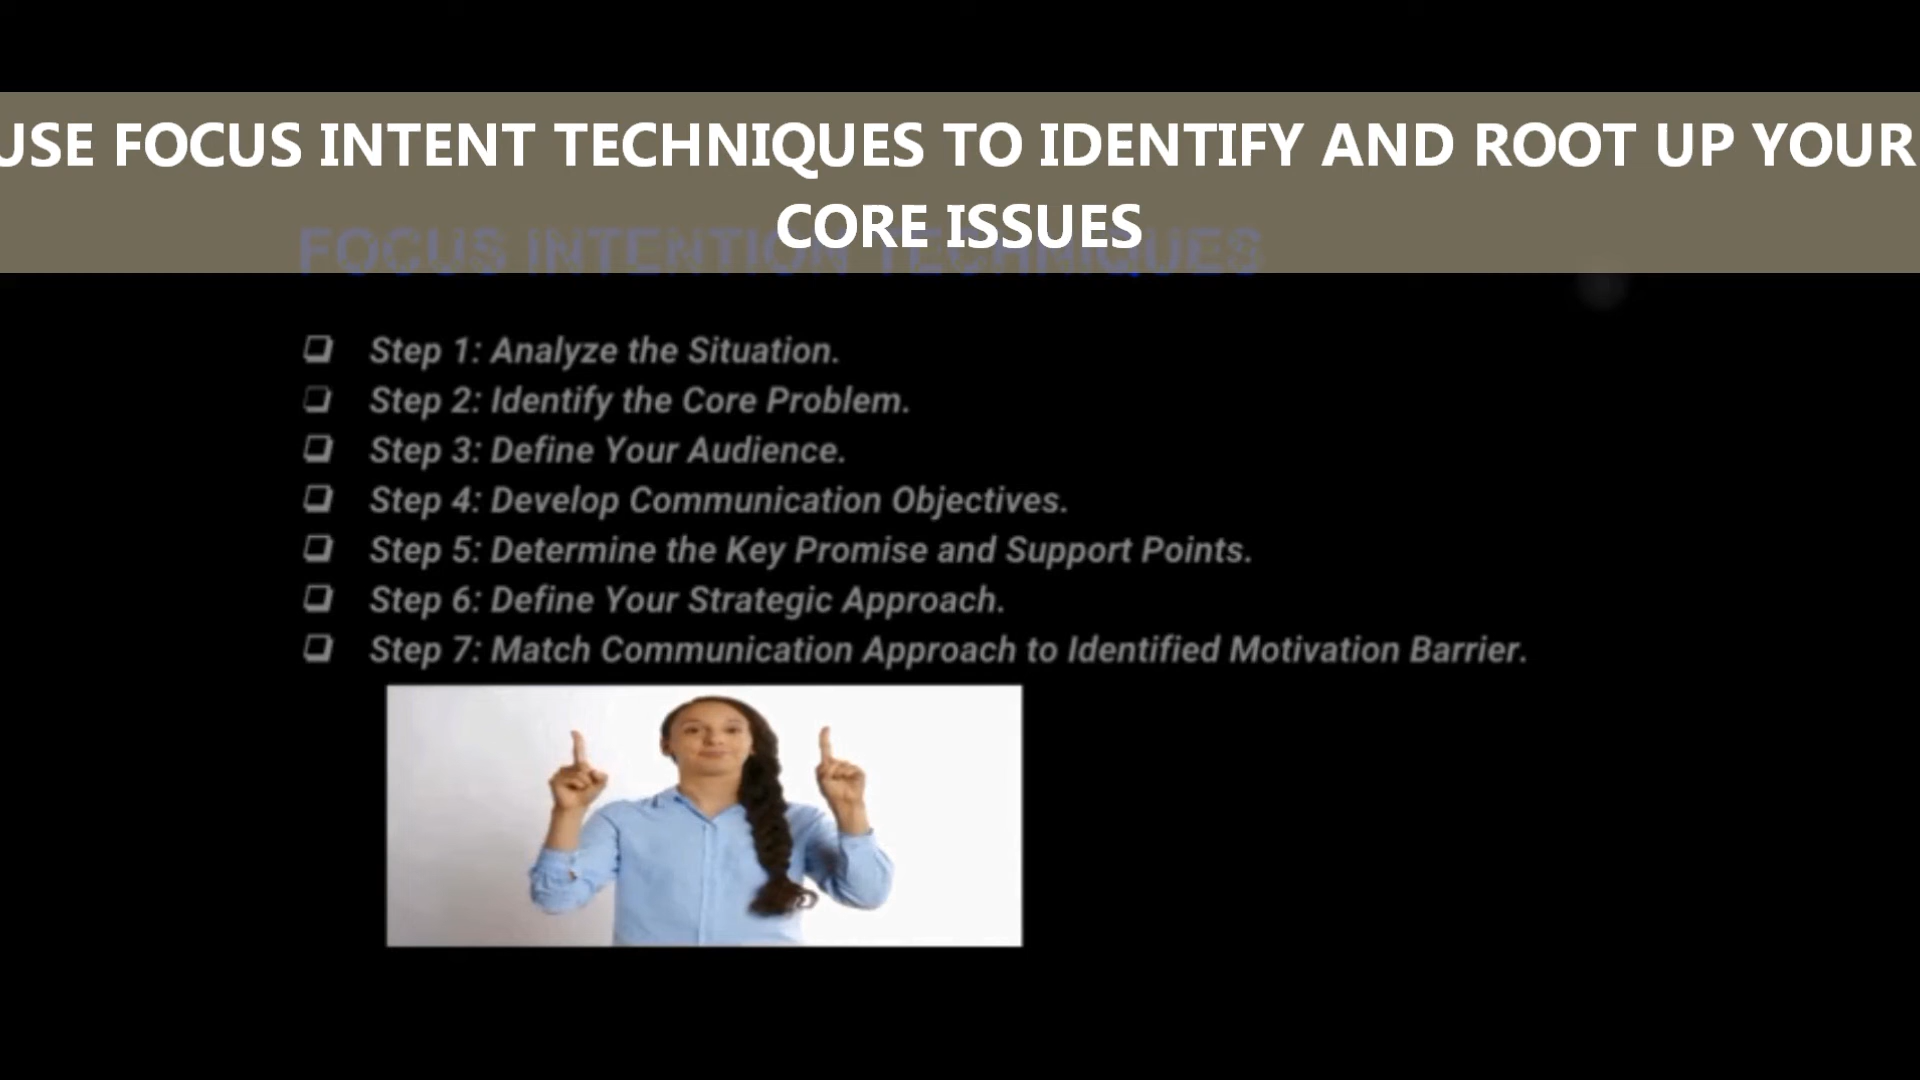 USE FOCUS INTENT TECHNIQUES TO IDENTIFY AND ROOT UP YOUR
CORE ISSUES
FOCUS INTENTION TECHNIQUES
Step 1: Analyze the Situation.
Step 2: Identify the Core Problem.
Step 3: Define Your Audience.
Step 4: Develop Communication Objectives.
Step 5: Determine the Key Promise and Support Points.
Step 6: Define Your Strategic Approach.
Step 7: Match Communication Approach to Identified Motivation Barrier.